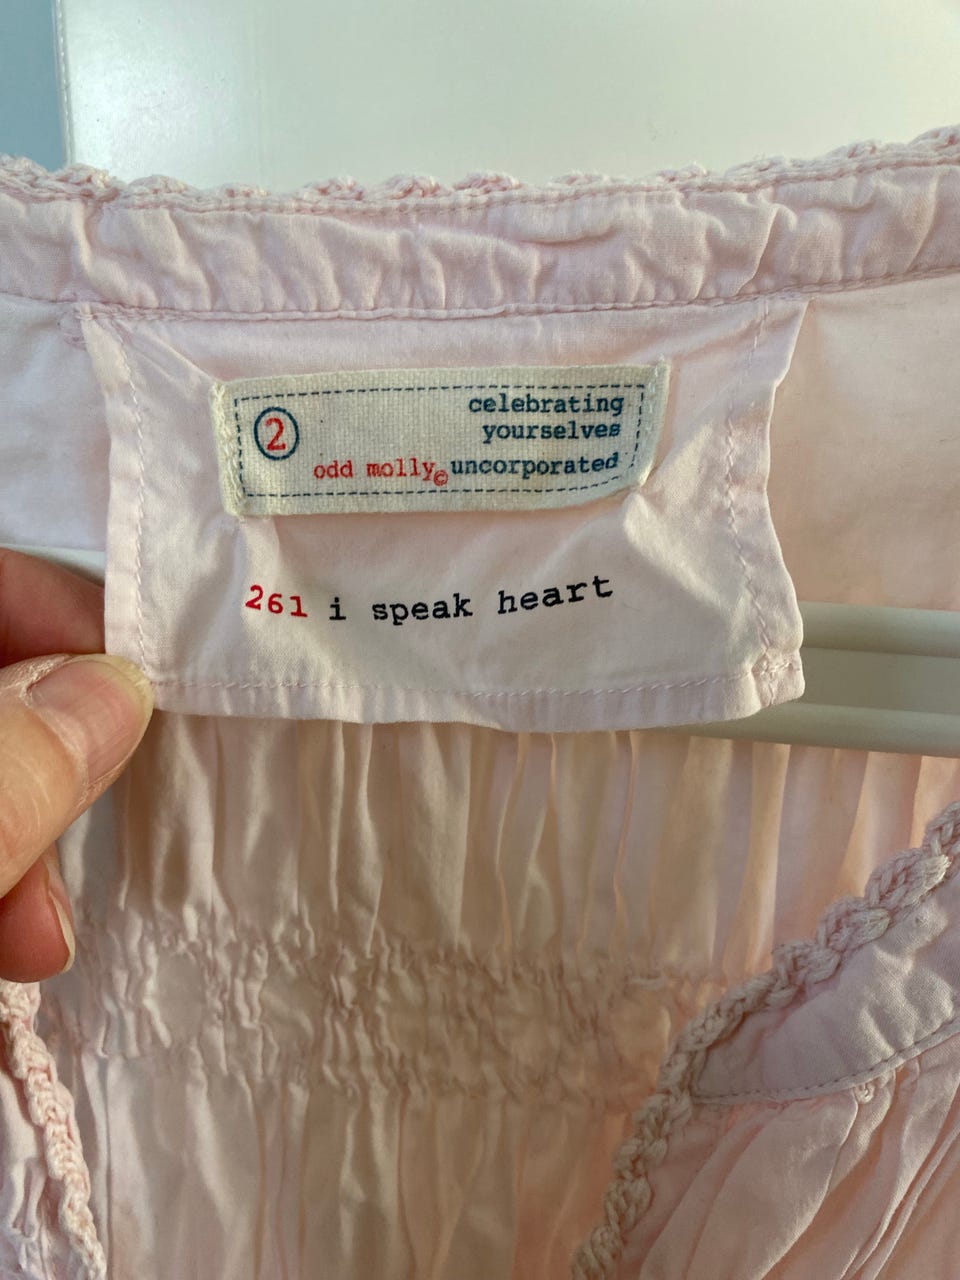 2
celebrating
yourselves
odd molly© uncorporated
261 i speak heart